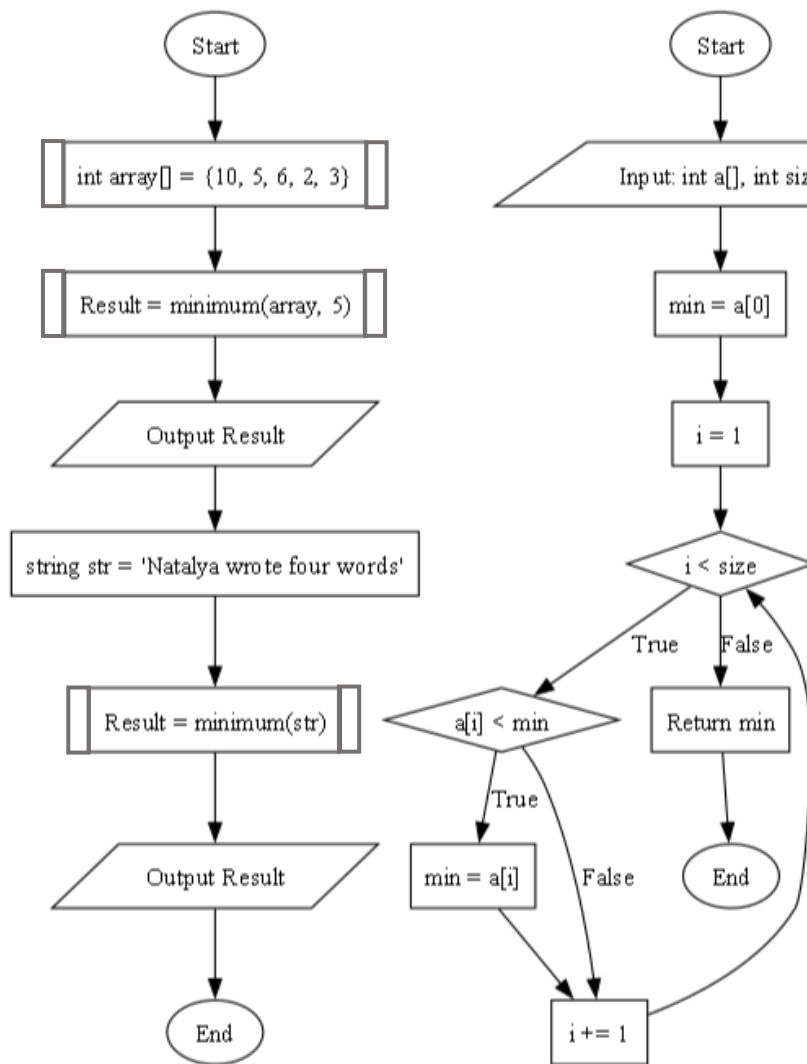 Start
int array[] = {10, 5, 6, 2, 3}
Result = minimum(array, 5)
Output Result
string str = 'Natalya wrote four words'
Result = minimum(str)
Output Result
End
Start
Input: int a[], int
min = a[0]
i = 1
i < size
True
False
a[i] < min
Return min
True
min = a[i]
False
End
i += 1